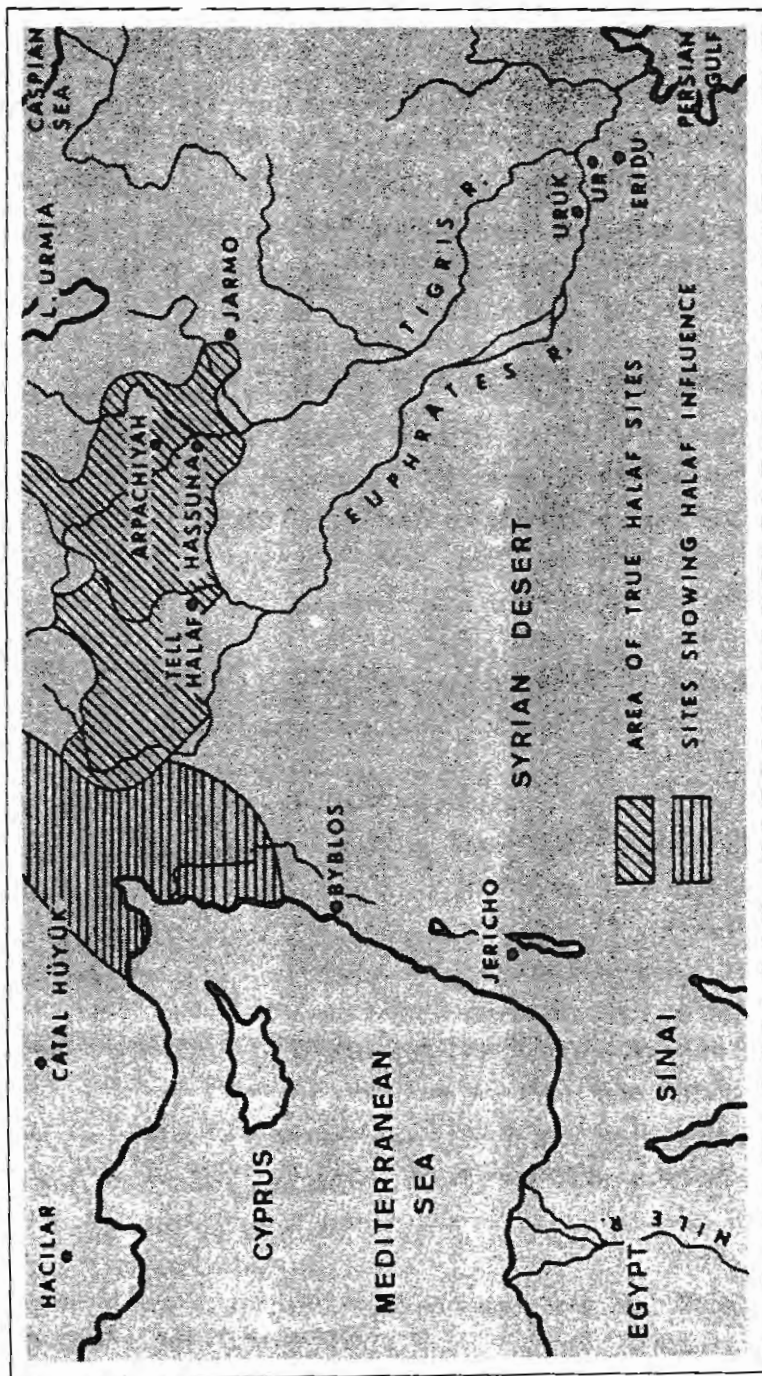 HACILAR
CATAL HÜYÜK
CYPRUS
MEDITERRANEAN
SEA
EGYPT
NILE R.
SINAI
JERICHO
BYBLOS
SYRIAN DESERT
TELL
HALAF
HASSUNA
ARPACHIYAH
JARMO
L. URMIA
CASPIAN
SEA
TIGRIS R.
EUPHRATES R.
URUK
UR
ERIDU
PERSIAN
GULF
AREA OF TRUE HALAF SITES
SITES SHOWING HALAF INFLUENCE